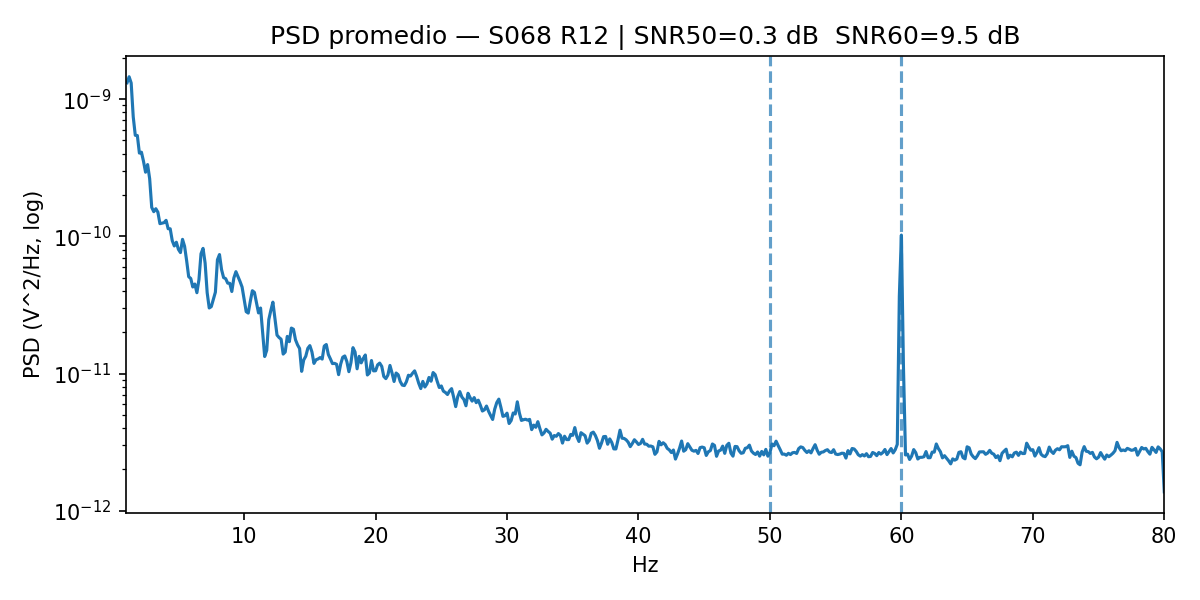 PSD promedio — S068 R12 | SNR50=0.3 dB  SNR60=9.5 dB
PSD (V^2/Hz, log)
10⁻⁹
10⁻¹⁰
10⁻¹¹
10⁻¹²
10 20 30 40 50 60 70 80
Hz